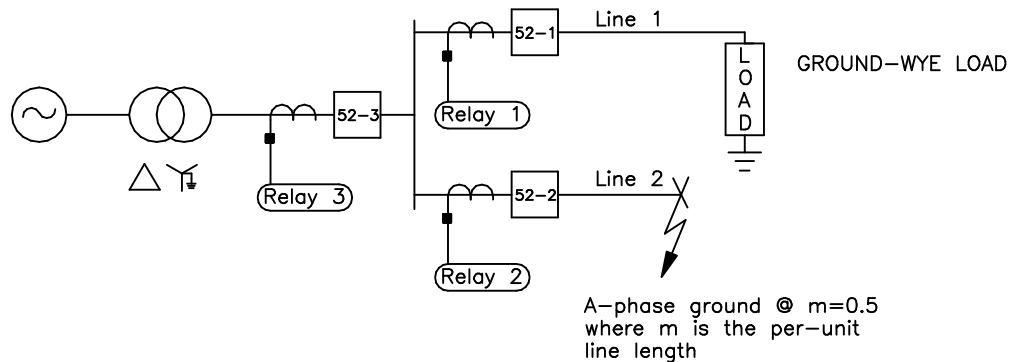 52-1
Line 1
LOAD
GROUND-WYE LOAD
Relay 1
52-3
Relay 3
52-2
Line 2
Relay 2
A-phase ground @ m=0.5
where m is the per-unit
line length